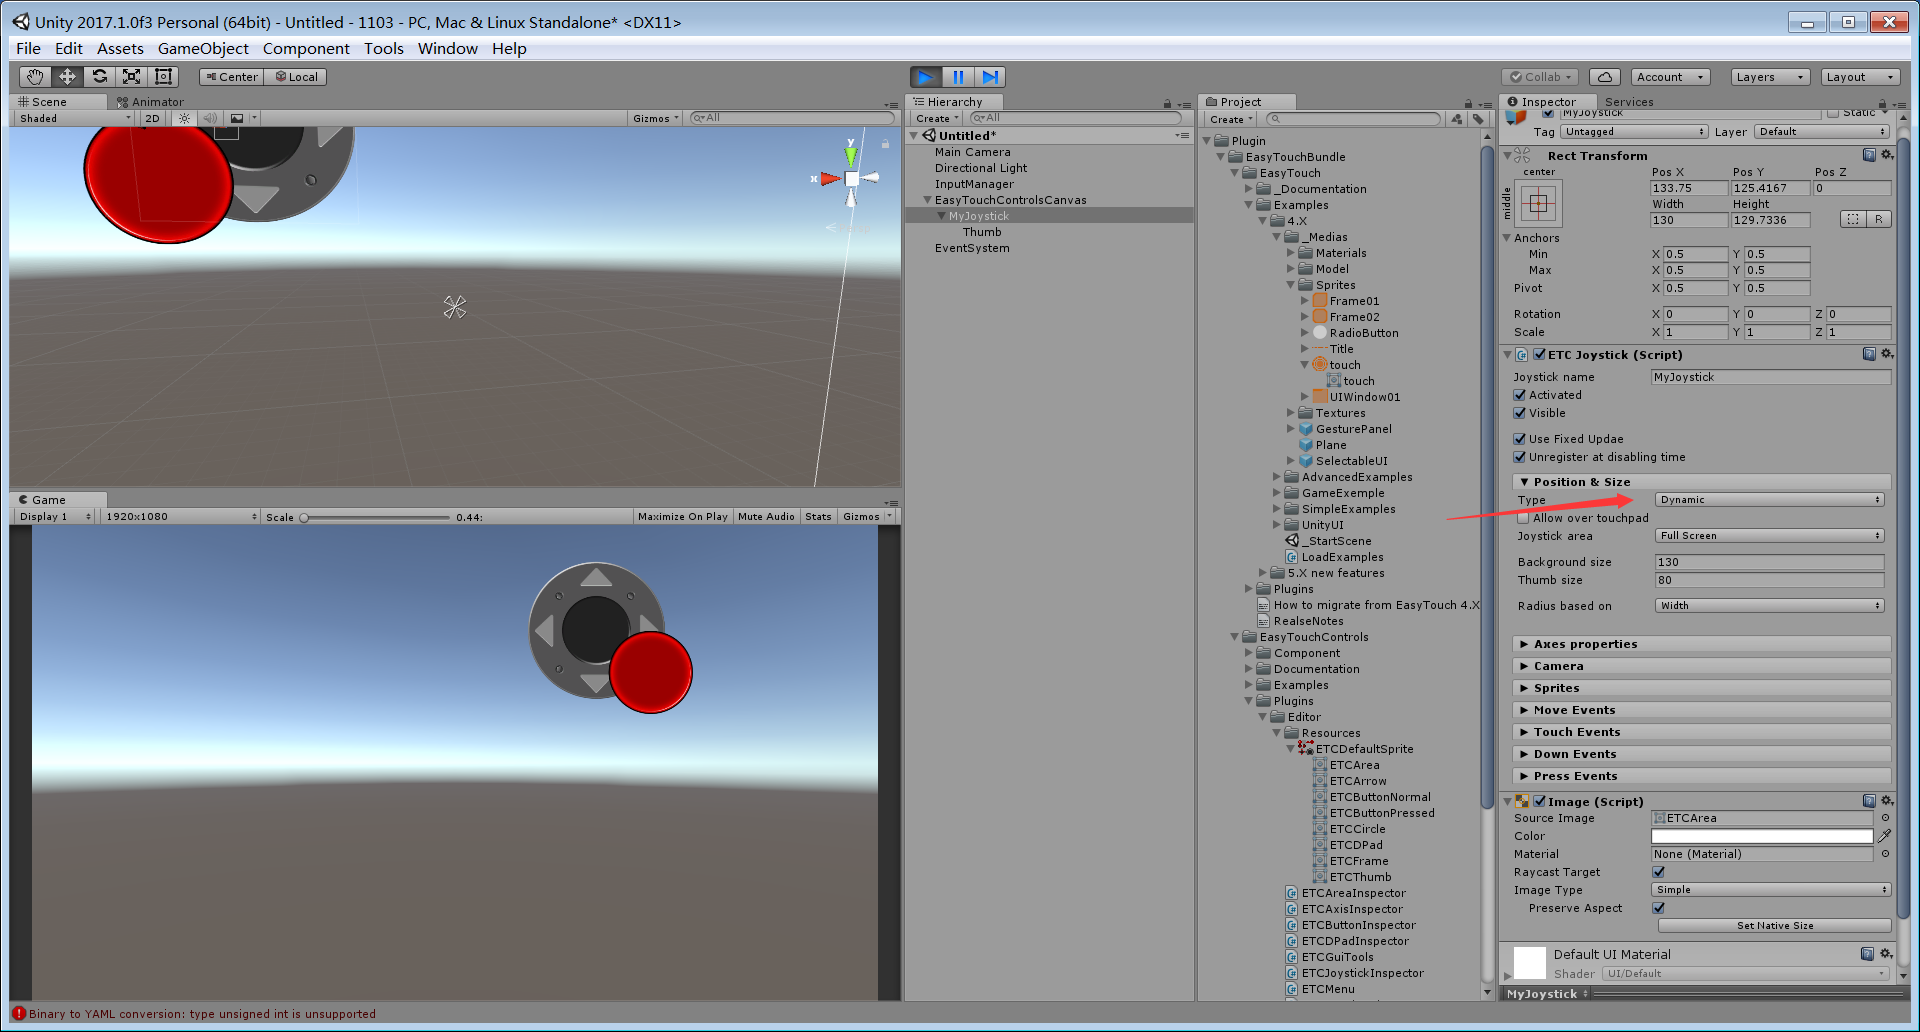 Unity 2017.1.0f3 Personal (64bit) - Untitled - 1103 - PC, Mac & Linux Standalone* <DX11>
File Edit Assets GameObject Component Tools Window Help
Center Local
Collab Account Layers Layout
Scene Animator
Shaded 2D Gizmos All
y
x
Game
Display 1 1920x1080 Scale 0.44: Maximize On Play Mute Audio Stats Gizmos
Hierarchy
Create All
Untitled*
Main Camera
Directional Light
InputManager
EasyTouchControlsCanvas
MyJoystick
Thumb
EventSystem
Project
Create
Plugin
EasyTouchBundle
EasyTouch
_Documentation
Examples
4.X
_Medias
Materials
Model
Sprites
Frame01
Frame02
RadioButton
Title
touch
touch
UIWindow01
Textures
GesturePanel
Plane
SelectableUI
AdvancedExamples
GameExemple
SimpleExamples
UnityUI
_StartScene
LoadExamples
5.X new features
Plugins
How to migrate from EasyTouch 4.X
RealseNotes
EasyTouchControls
Component
Documentation
Examples
Plugins
Editor
Resources
ETCDefaultSprite
ETCArea
ETCArrow
ETCButtonNormal
ETCButtonPressed
ETCCircle
ETCDPad
ETCFrame
ETCThumb
ETCAreaInspector
ETCAxisInspector
ETCButtonInspector
ETCDPadInspector
ETCGuiTools
ETCJoystickInspector
ETCMenu
Inspector Services
MyJoystick Static
Tag Untagged Layer Default
Rect Transform
center Pos X Pos Y Pos Z
middle 133.75 125.4167 0
Width Height
130 129.7336 R
Anchors
Min X 0.5 Y 0.5
Max X 0.5 Y 0.5
Pivot X 0.5 Y 0.5
Rotation X 0 Y 0 Z 0
Scale X 1 Y 1 Z 1
ETC Joystick (Script)
Joystick name MyJoystick
Activated
Visible
Use Fixed Updae
Unregister at disabling time
Position & Size
Type Dynamic
Allow over touchpad
Joystick area Full Screen
Background size 130
Thumb size 80
Radius based on Width
Axes properties
Camera
Sprites
Move Events
Touch Events
Down Events
Press Events
Image (Script)
Source Image ETCArea
Color
Material None (Material)
Raycast Target
Image Type Simple
Preserve Aspect
Set Native Size
Default UI Material
Shader UI/Default
MyJoystick
Binary to YAML conversion: type unsigned int is unsupported